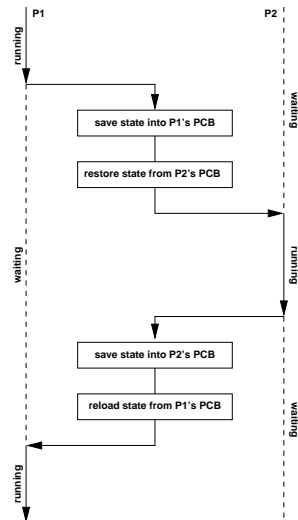 P1
P2
running
waiting
save state into P1's PCB
restore state from P2's PCB
waiting
running
save state into P2's PCB
reload state from P1's PCB
waiting
running